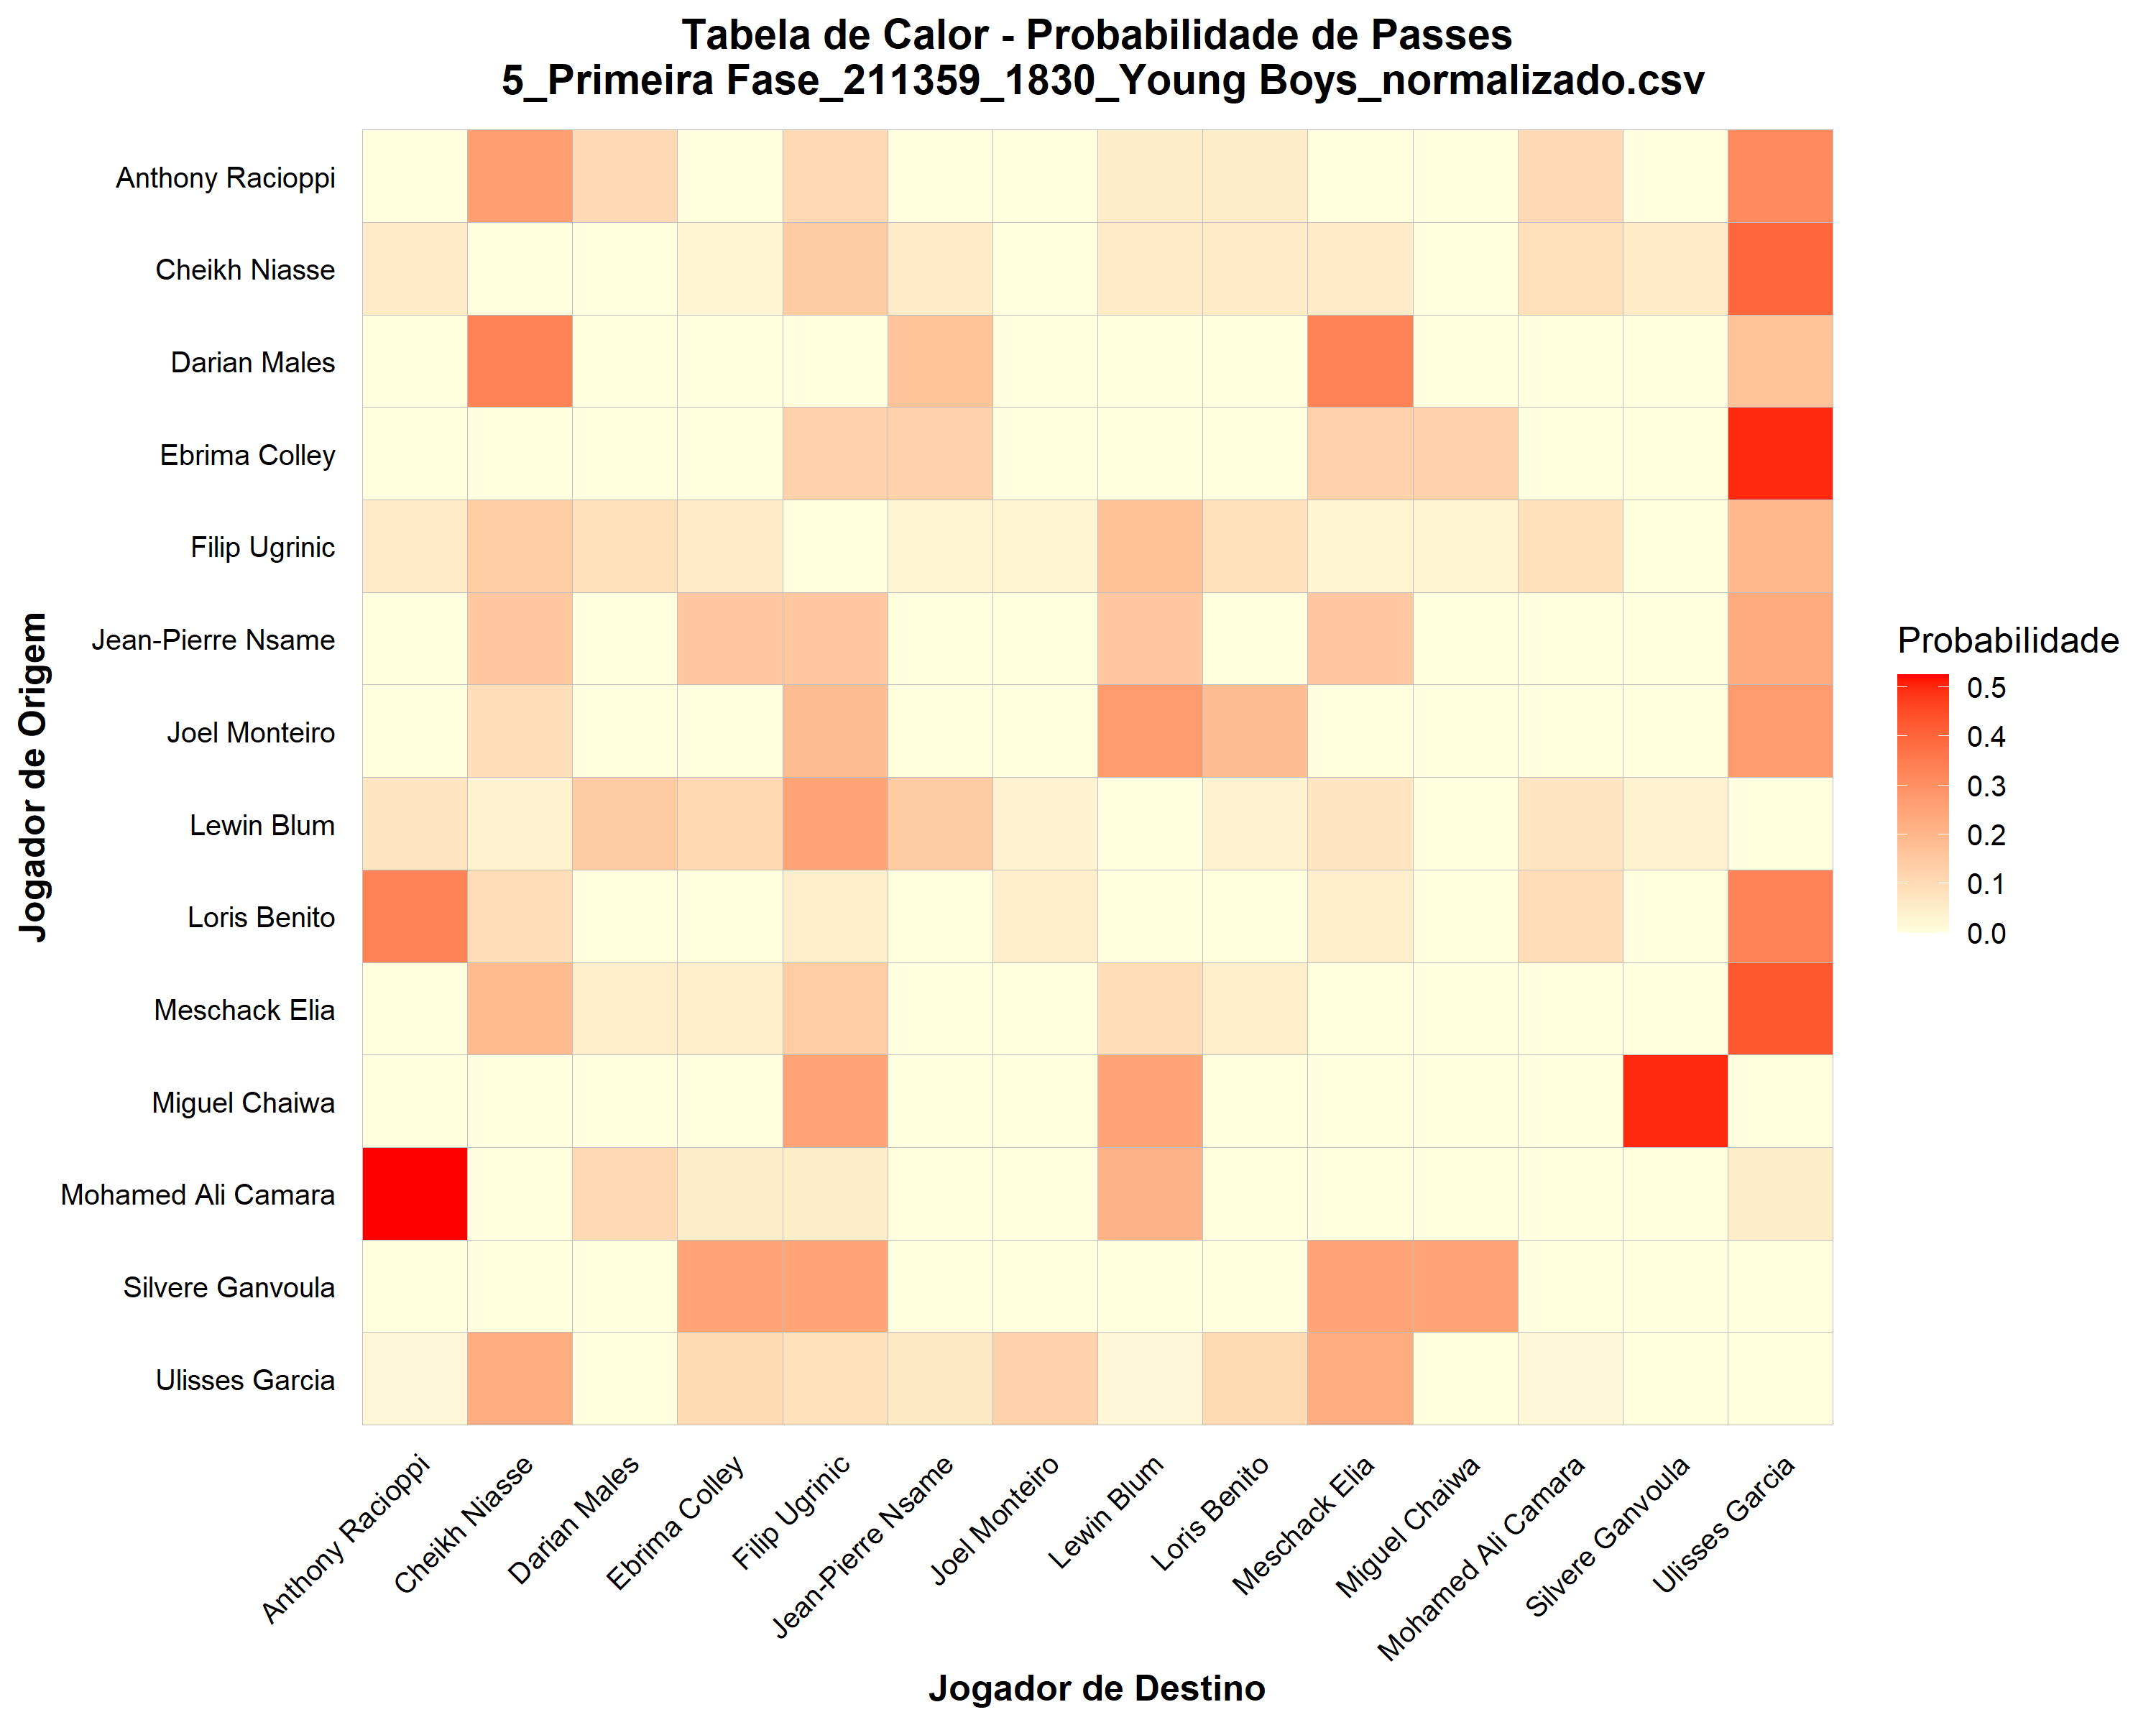 Tabela de Calor - Probabilidade de Passes
5_Primeira Fase_211359_1830_Young Boys_normalizado.csv
Jogador de Origem
Anthony Racioppi
Cheikh Niasse
Darian Males
Ebrima Colley
Filip Ugrinic
Jean-Pierre Nsame
Joel Monteiro
Lewin Blum
Loris Benito
Meschack Elia
Miguel Chaiwa
Mohamed Ali Camara
Silvere Ganvoula
Ulisses Garcia
Anthony Racioppi
Cheikh Niasse
Darian Males
Ebrima Colley
Filip Ugrinic
Jean-Pierre Nsame
Joel Monteiro
Lewin Blum
Loris Benito
Meschack Elia
Miguel Chaiwa
Mohamed Ali Camara
Silvere Ganvoula
Ulisses Garcia
Jogador de Destino
Probabilidade
0.5
0.4
0.3
0.2
0.1
0.0